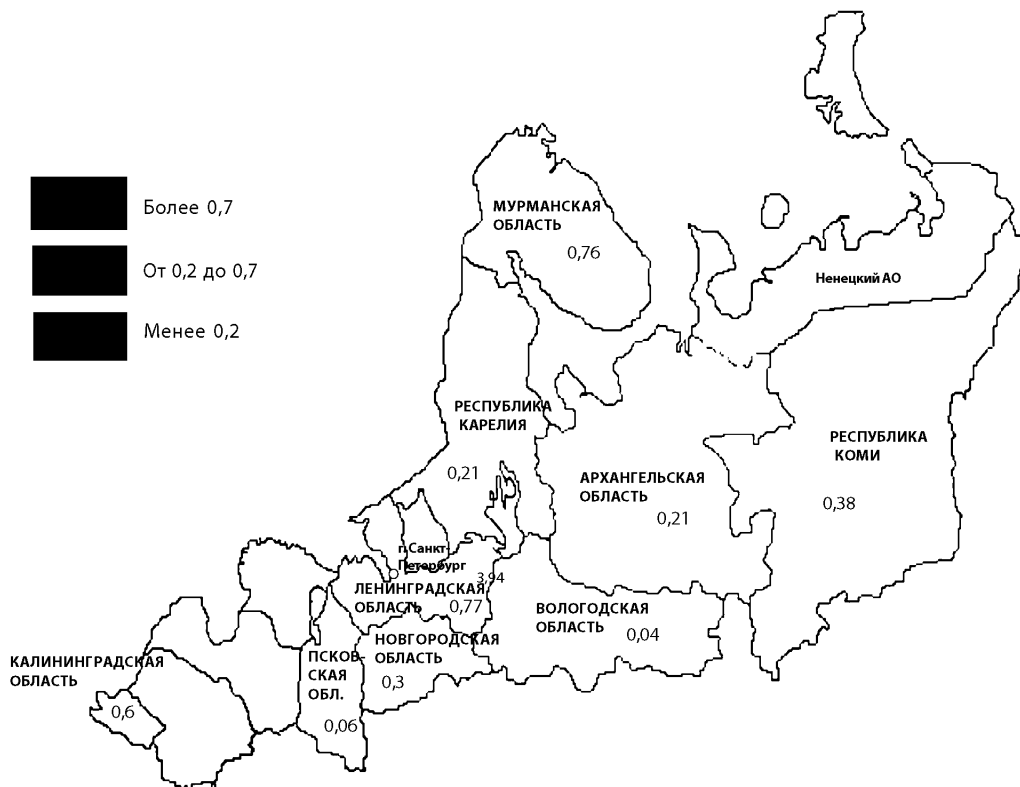 Более 0,7
От 0,2 до 0,7
Менее 0,2
МУРМАНСКАЯ
ОБЛАСТЬ
0,76
Ненецкий АО
РЕСПУБЛИКА
КАРЕЛИЯ
0,21
АРХАНГЕЛЬСКАЯ
ОБЛАСТЬ
0,21
РЕСПУБЛИКА
КОМИ
0,38
г.Санкт-
Петербург
3,94
ЛЕНИНГРАДСКАЯ
ОБЛАСТЬ
0,77
ВОЛОГОДСКАЯ
ОБЛАСТЬ
0,04
НОВГОРОДСКАЯ
ОБЛАСТЬ
0,3
ПСКОВ-
СКАЯ
ОБЛ.
0,06
КАЛИНИНГРАДСКАЯ
ОБЛАСТЬ
0,6